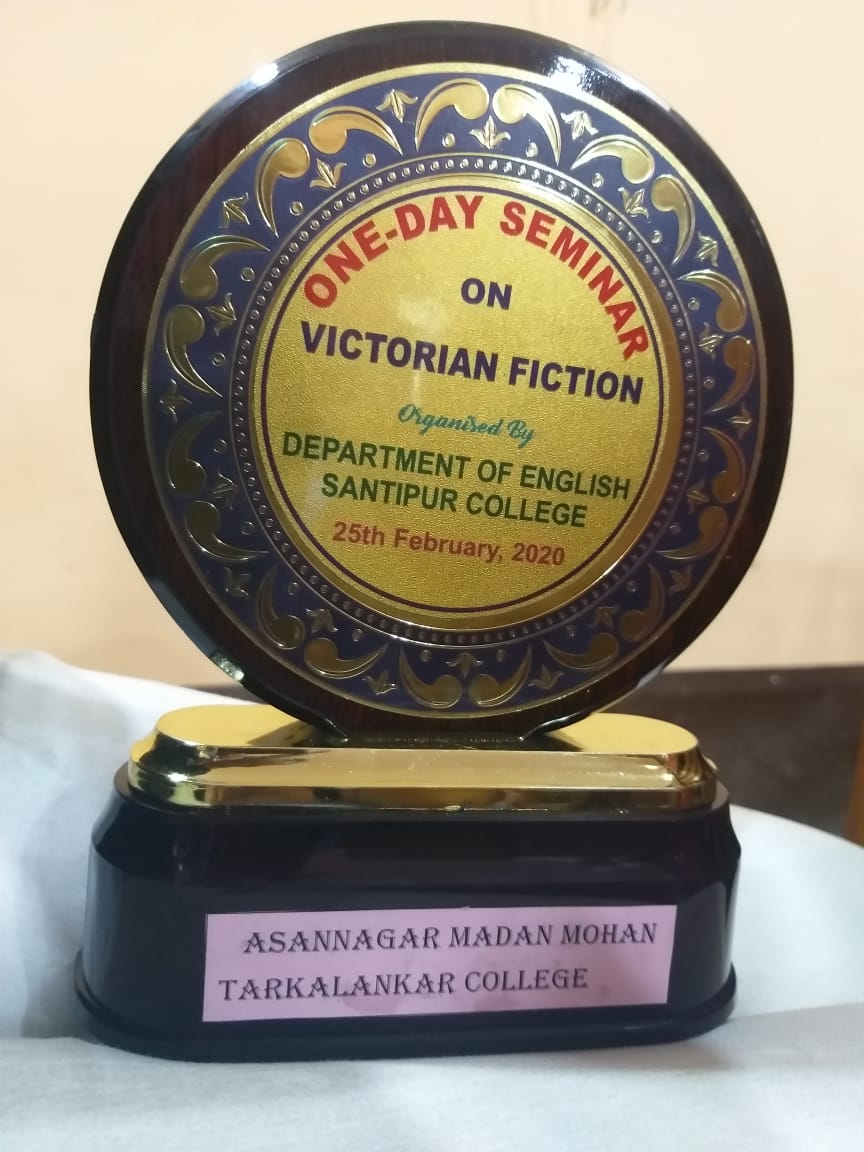 ONE-DAY SEMINAR
ON
VICTORIAN FICTION
Organised By
DEPARTMENT OF ENGLISH
SANTIPUR COLLEGE
25th February, 2020
ASANNAGAR MADAN MOHAN
TARKALANKAR COLLEGE